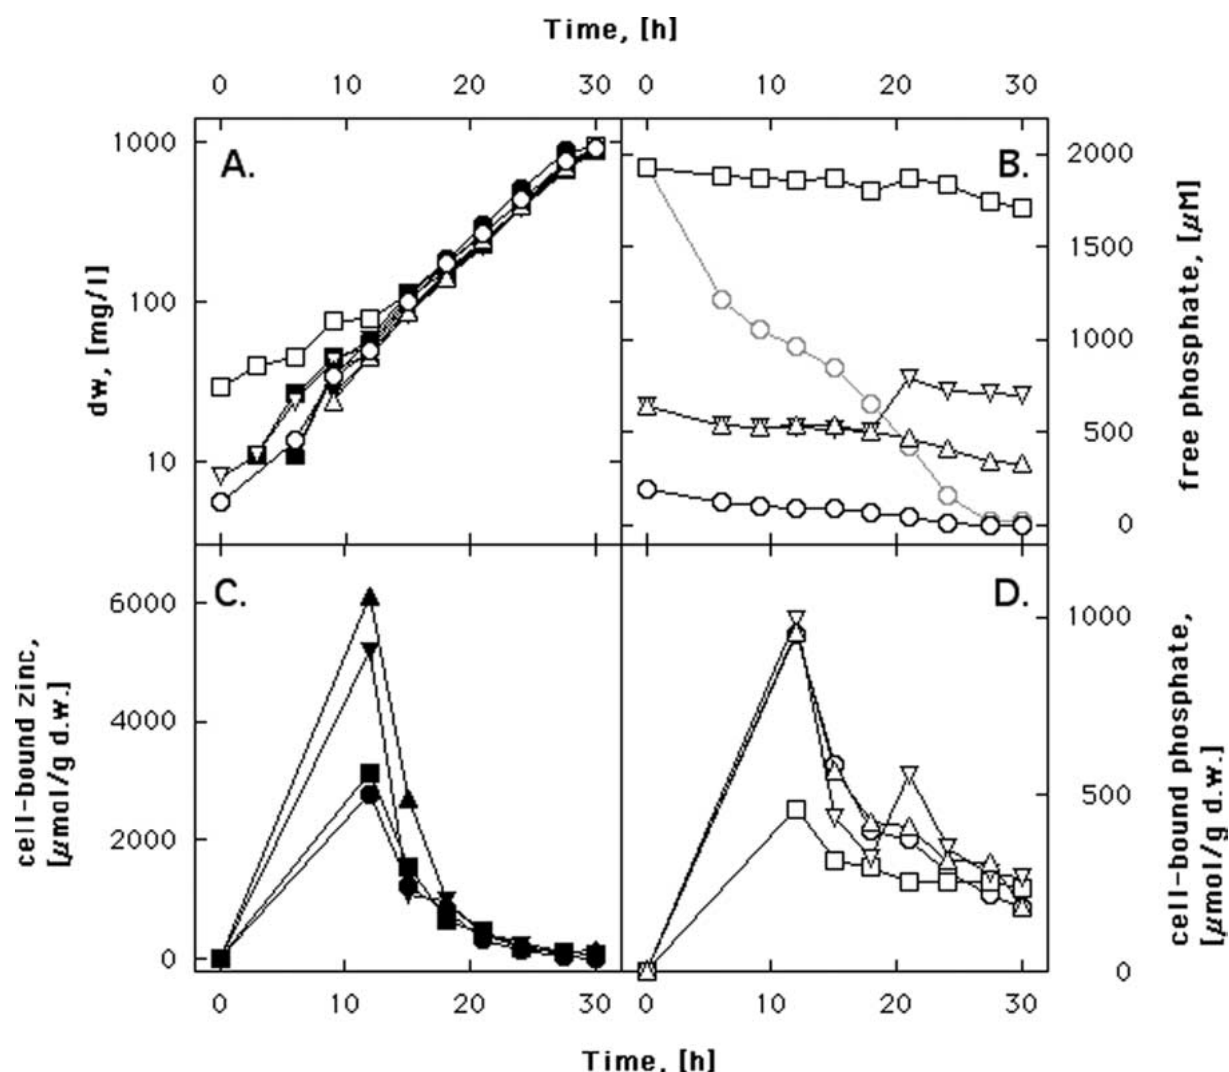 Time, [h]
0 10 20 30 0 10 20 30
A.
B.
1000
100
10
dw, [mg/l]
2000
1500
1000
500
0
free phosphate, [µM]
C.
D.
6000
4000
2000
0
cell-bound zinc,
[µmol/g d.w.]
1000
500
0
cell-bound phosphate,
[µmol/g d.w.]
0 10 20 30 0 10 20 30
Time, [h]